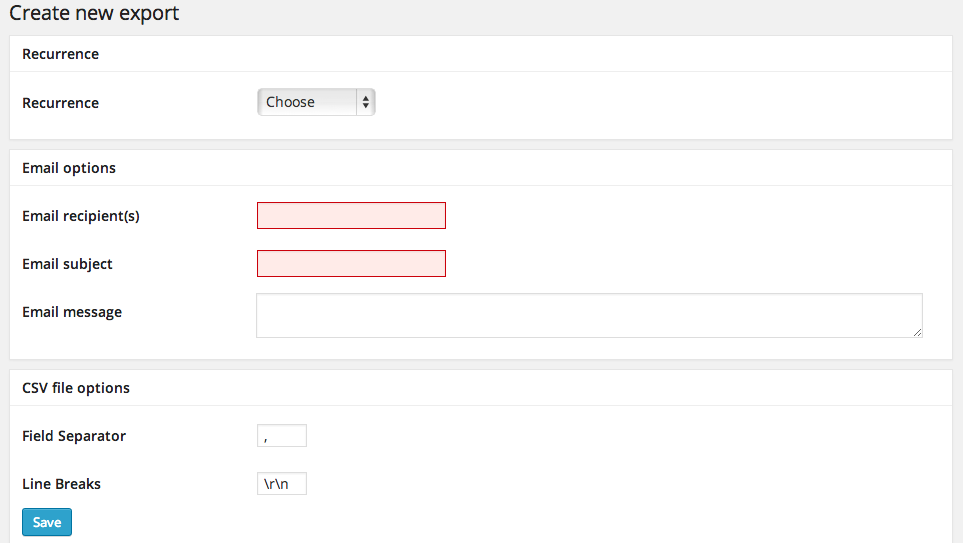 Create new export
Recurrence
Recurrence Choose
Email options
Email recipient(s)
Email subject
Email message
CSV file options
Field Separator ,
Line Breaks \r\n
Save